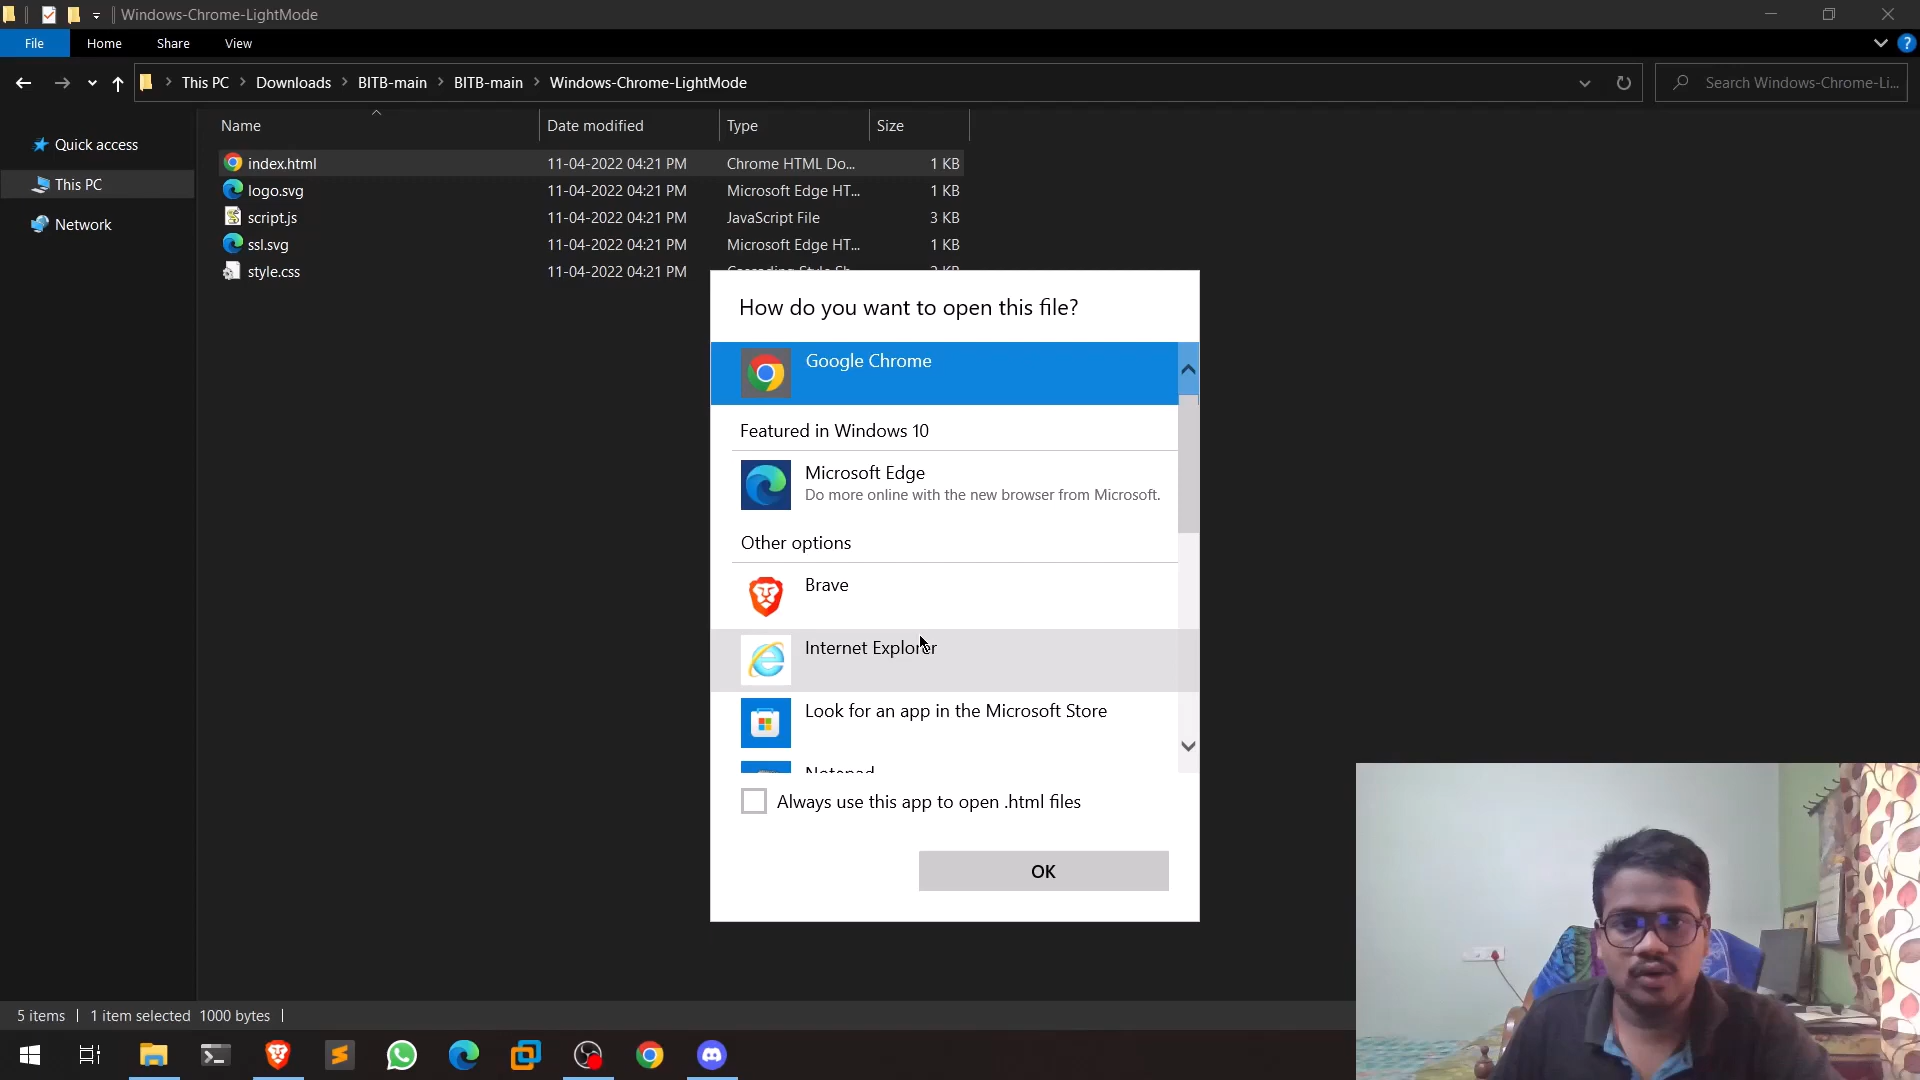 Windows-Chrome-LightMode
File Home Share View
This PC Downloads BITB-main BITB-main Windows-Chrome-LightMode
Search Windows-Chrome-Li...
Name Date modified Type Size
Quick access
This PC
Network
index.html 11-04-2022 04:21 PM Chrome HTML Do... 1 KB
logo.svg 11-04-2022 04:21 PM Microsoft Edge HT... 1 KB
script.js 11-04-2022 04:21 PM JavaScript File 3 KB
ssl.svg 11-04-2022 04:21 PM Microsoft Edge HT... 1 KB
style.css 11-04-2022 04:21 PM
How do you want to open this file?
Google Chrome
Featured in Windows 10
Microsoft Edge
Do more online with the new browser from Microsoft.
Other options
Brave
Internet Explorer
Look for an app in the Microsoft Store
Notepad
Always use this app to open .html files
OK
5 items 1 item selected 1000 bytes